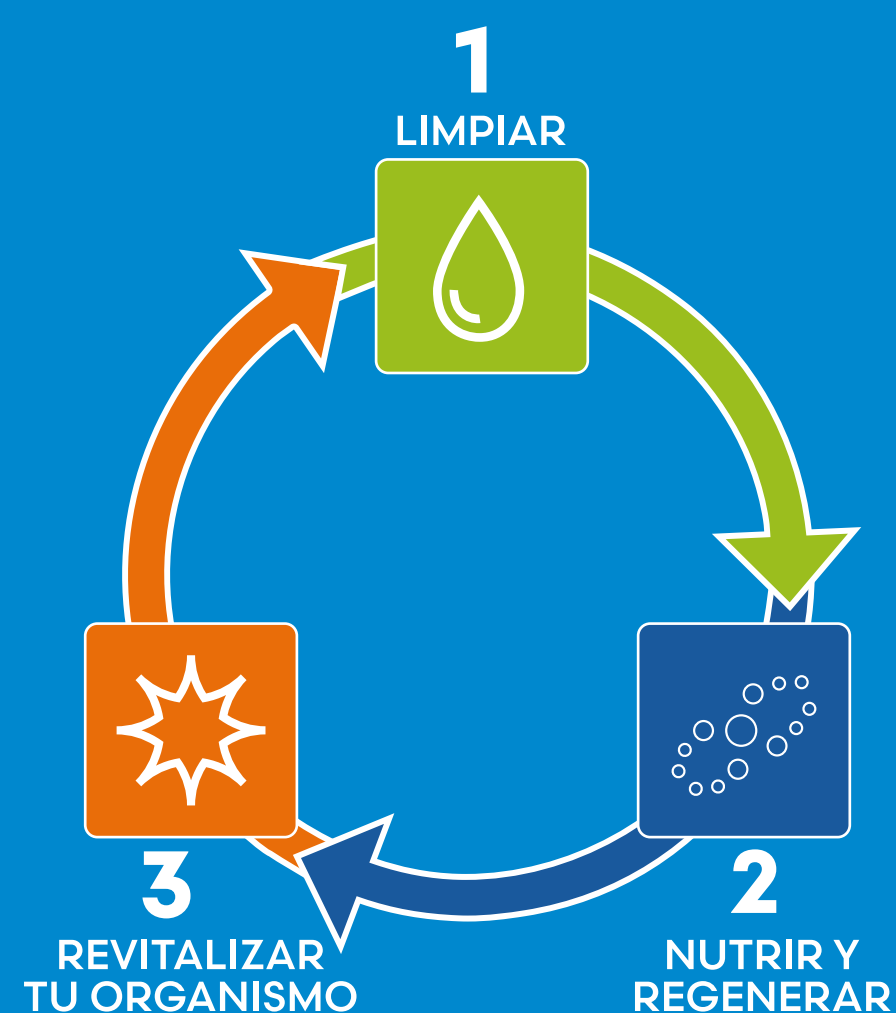 1
LIMPIAR
2
NUTRIR Y
REGENERAR
3
REVITALIZAR
TU ORGANISMO